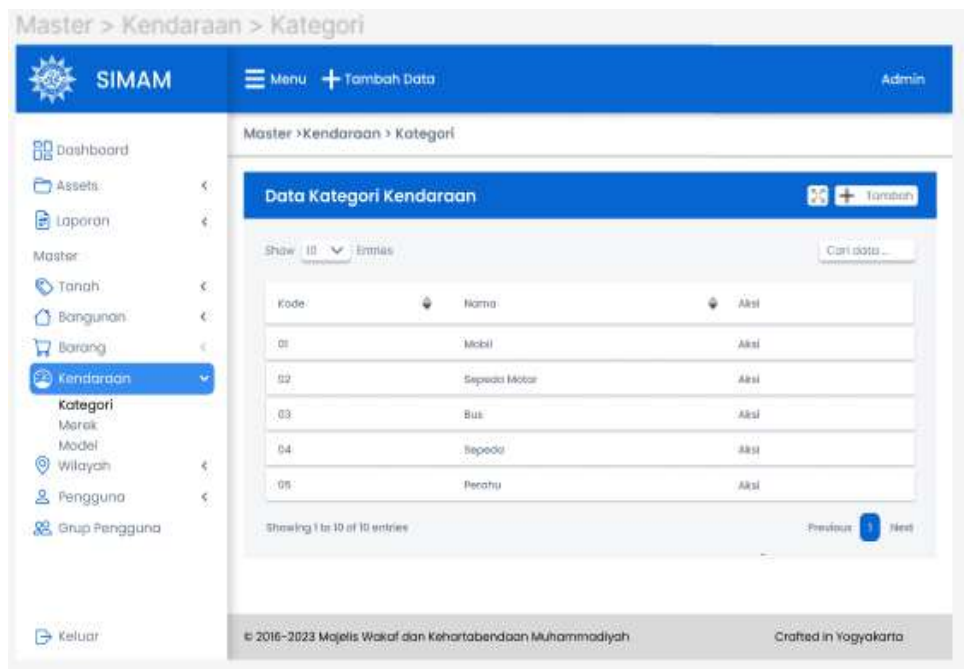 Master > Kendaraan > Kategori
SIMAM
Menu
Tambah Data
Admin
Master >Kendaraan > Kategori
Dashboard
Assets
Laporan
Master
Tanah
Bangunan
Barang
Kendaraan
Kategori
Merek
Model
Wilayah
Pengguna
Grup Pengguna
Keluar
Data Kategori Kendaraan
Tambah
Show 10 Entries
Cari data ...
Kode Nama Aksi
01 Mobil Aksi
02 Sepeda Motor Aksi
03 Bus Aksi
04 Sepeda Aksi
05 Perahu Aksi
Showing 1 to 10 of 10 entries
Previous 1 Next
© 2016-2023 Majelis Wakaf dan Kehartabendaan Muhammadiyah
Crafted in Yogyakarta